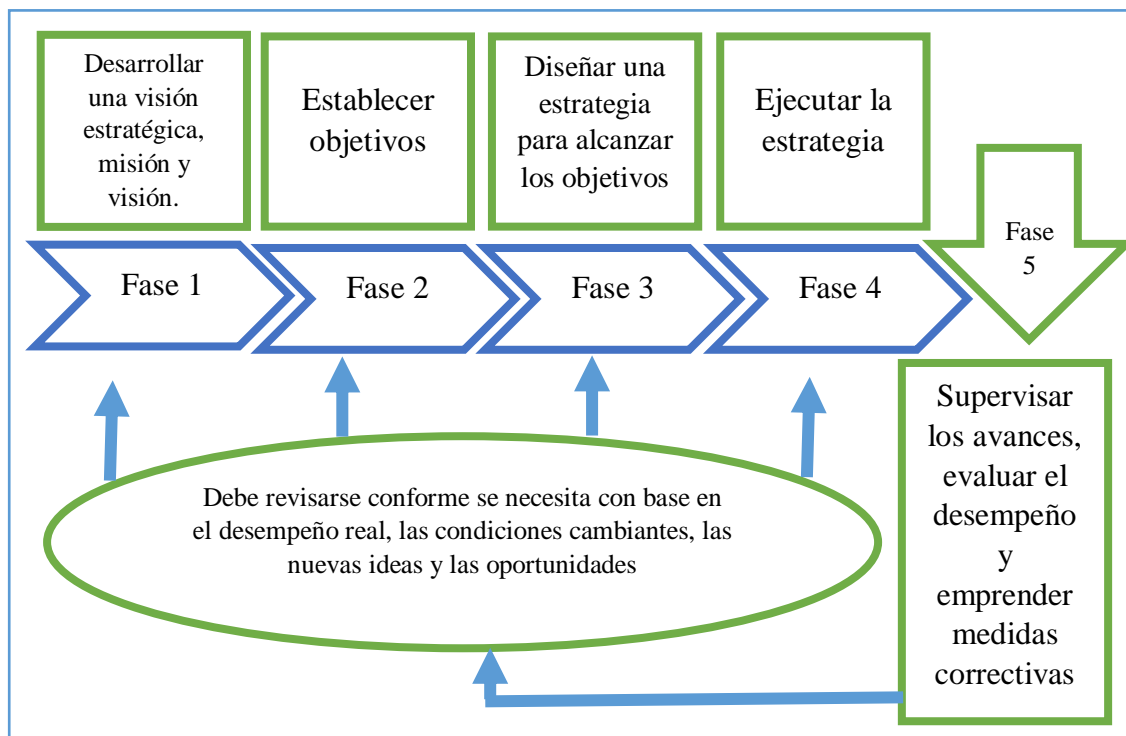 Desarrollar
una visión
estratégica,
misión y
visión.
Establecer
objetivos
Diseñar una
estrategia
para alcanzar
los objetivos
Ejecutar la
estrategia
Fase 1
Fase 2
Fase 3
Fase 4
Fase
5
Debe revisarse conforme se necesita con base en
el desempeño real, las condiciones cambiantes, las
nuevas ideas y las oportunidades
Supervisar
los avances,
evaluar el
desempeño
y
emprender
medidas
correctivas